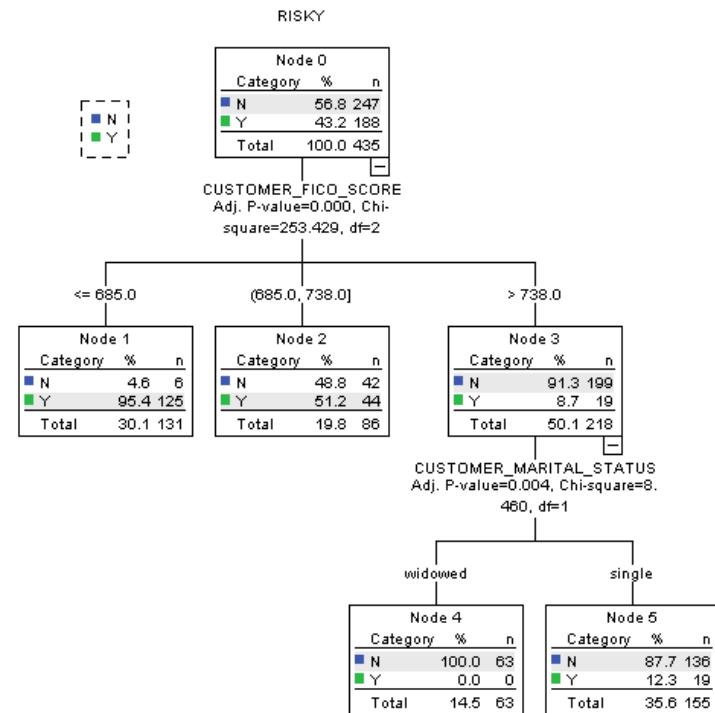 RISKY
Node 0
Category % n
N 56.8 247
Y 43.2 188
Total 100.0 435
N
Y
CUSTOMER_FICO_SCORE
Adj. P-value=0.000, Chi-
square=253.429, df=2
<= 685.0
(685.0, 738.0]
> 738.0
Node 1
Category % n
N 4.6 6
Y 95.4 125
Total 30.1 131
Node 2
Category % n
N 48.8 42
Y 51.2 44
Total 19.8 86
Node 3
Category % n
N 91.3 199
Y 8.7 19
Total 50.1 218
CUSTOMER_MARITAL_STATUS
Adj. P-value=0.004, Chi-square=8.
460, df=1
widowed
single
Node 4
Category % n
N 100.0 63
Y 0.0 0
Total 14.5 63
Node 5
Category % n
N 87.7 136
Y 12.3 19
Total 35.6 155